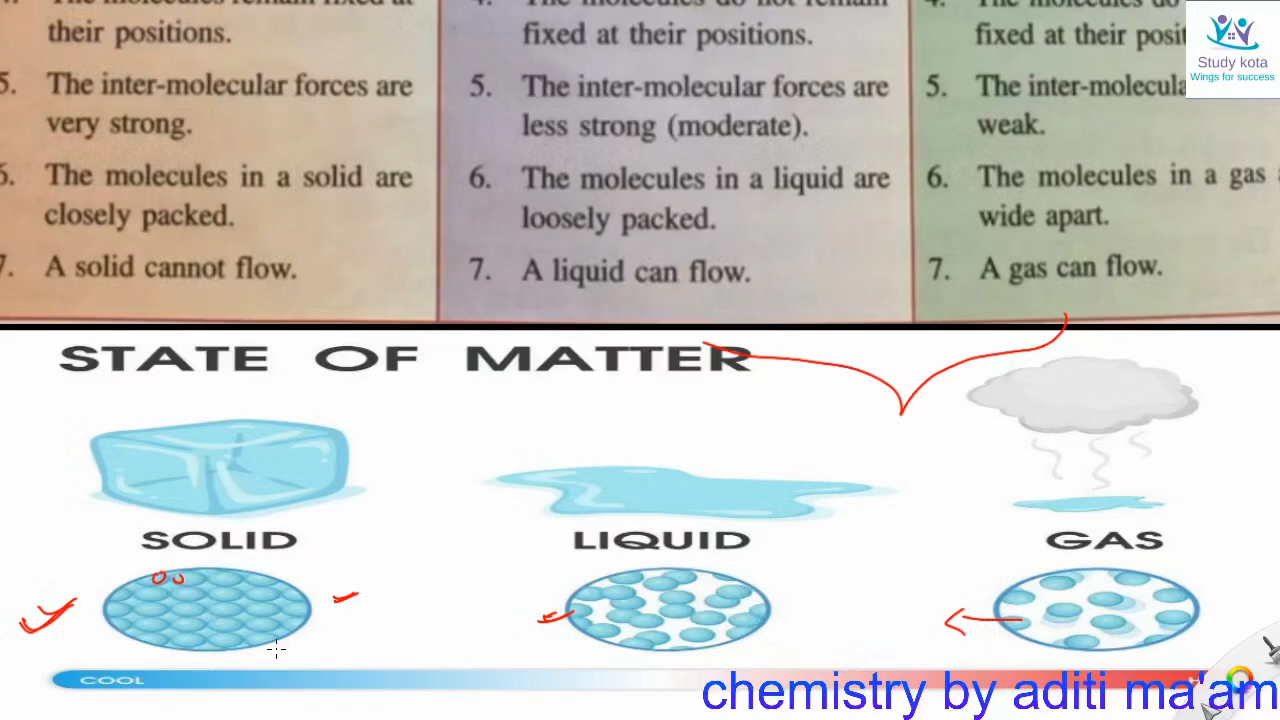 their positions.
5. The inter-molecular forces are
very strong.
6. The molecules in a solid are
closely packed.
7. A solid cannot flow.
fixed at their positions.
5. The inter-molecular forces are
less strong (moderate).
6. The molecules in a liquid are
loosely packed.
7. A liquid can flow.
fixed at their
5.
The
weak.
6. The molecules in a gas
wide apart.
7. A gas can flow.
Study kota
Wings for success
STATE OF MATTER
SOLID
LIQUID
GAS
COOL
chemistry by aditi ma'am